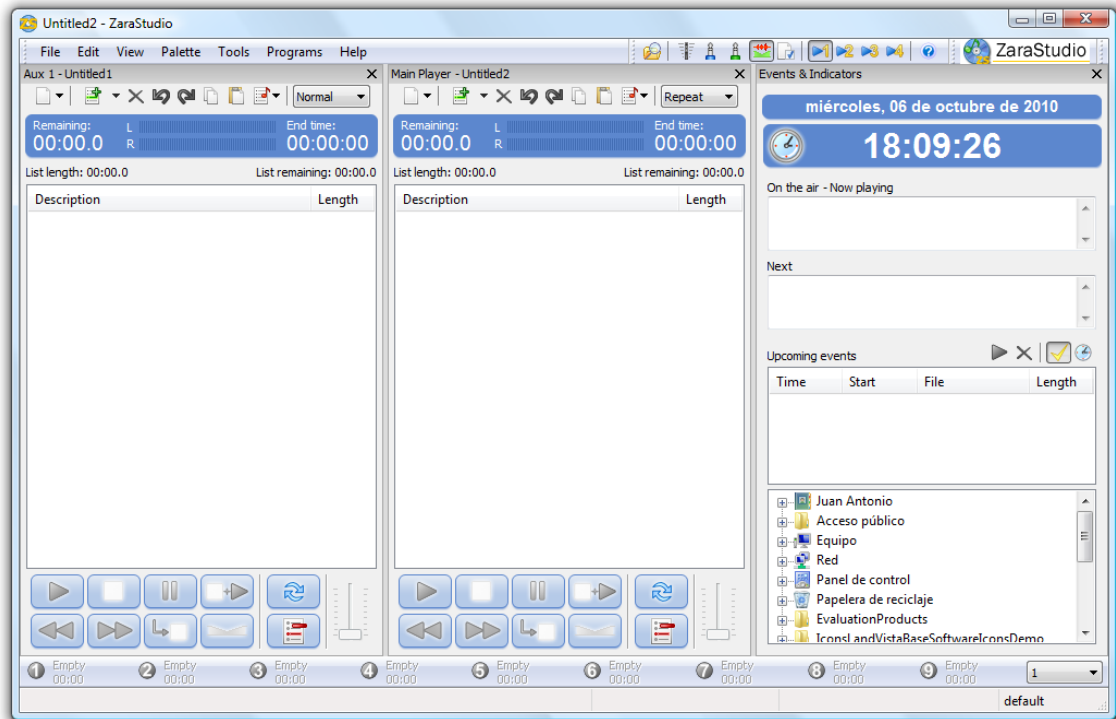 Untitled2 - ZaraStudio
File Edit View Palette Tools Programs Help
1 2 3 4
ZaraStudio
Aux 1 - Untitled1
Normal
Remaining: L End time:
00:00.0 R 00:00:00
List length: 00:00.0 List remaining: 00:00.0
Description Length
Main Player - Untitled2
Repeat
Remaining: L End time:
00:00.0 R 00:00:00
List length: 00:00.0 List remaining: 00:00.0
Description Length
Events & Indicators
miércoles, 06 de octubre de 2010
18:09:26
On the air - Now playing
Next
Upcoming events
Time Start File Length
Juan Antonio
Acceso público
Equipo
Red
Panel de control
Papelera de reciclaje
EvaluationProducts
IconsLandVistaBaseSoftwareIconsDemo
1 Empty 00:00
2 Empty 00:00
3 Empty 00:00
4 Empty 00:00
5 Empty 00:00
6 Empty 00:00
7 Empty 00:00
8 Empty 00:00
9 Empty 00:00
1
default